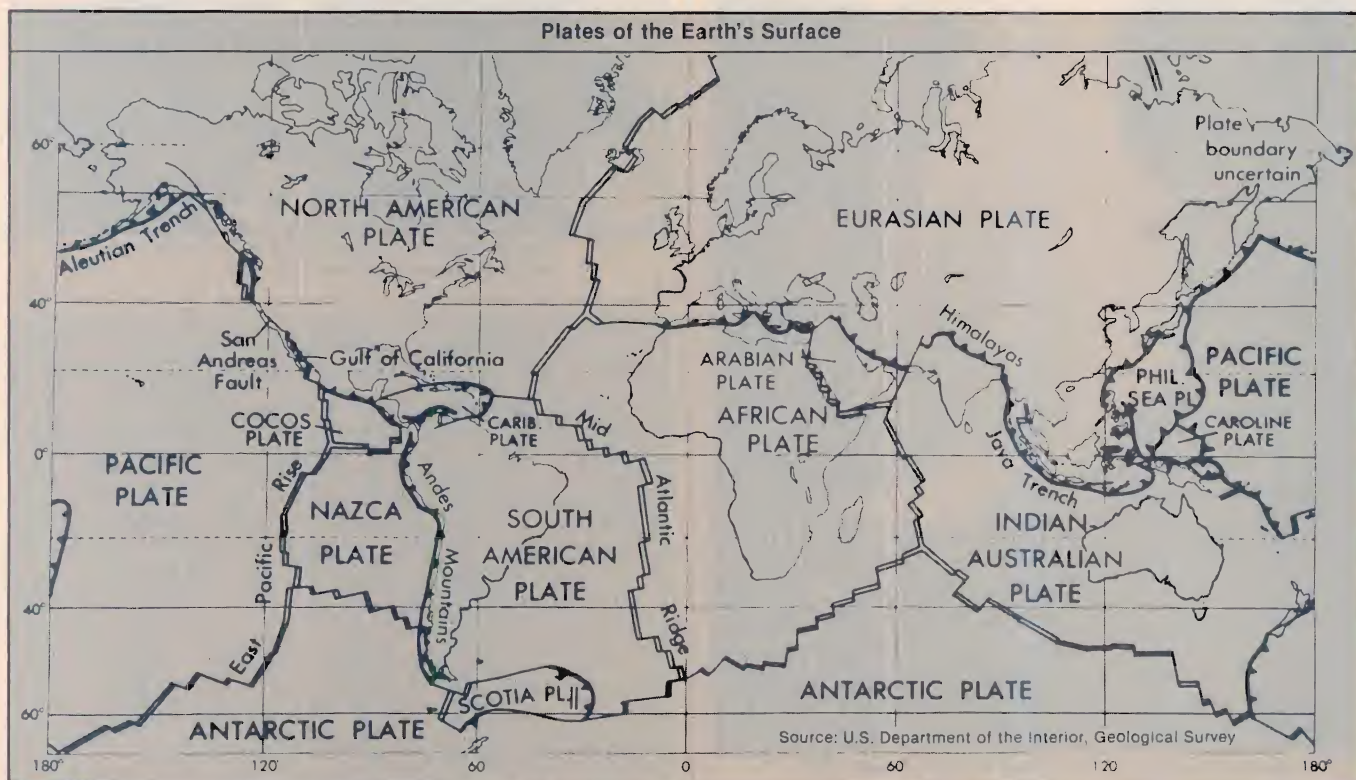 Plates of the Earth's Surface
60°
Plate
boundary
uncertain
NORTH AMERICAN
PLATE
EURASIAN PLATE
Aleutian Trench
40°
San
Andreas
Fault
Gulf of California
Himalayas
ARABIAN
PLATE
AFRICAN
PLATE
PACIFIC
PLATE
PHIL.
SEA PL.
CAROLINE
PLATE
COCOS
PLATE
CARIB.
PLATE
0°
PACIFIC
PLATE
East Pacific Rise
NAZCA
PLATE
Andes Mountains
SOUTH
AMERICAN
PLATE
Mid Atlantic Ridge
Java Trench
INDIAN
AUSTRALIAN
PLATE
40°
SCOTIA PL.
ANTARCTIC PLATE
ANTARCTIC PLATE
60°
Source: U.S. Department of the Interior, Geological Survey
180°
120°
60
0
60
120
180°